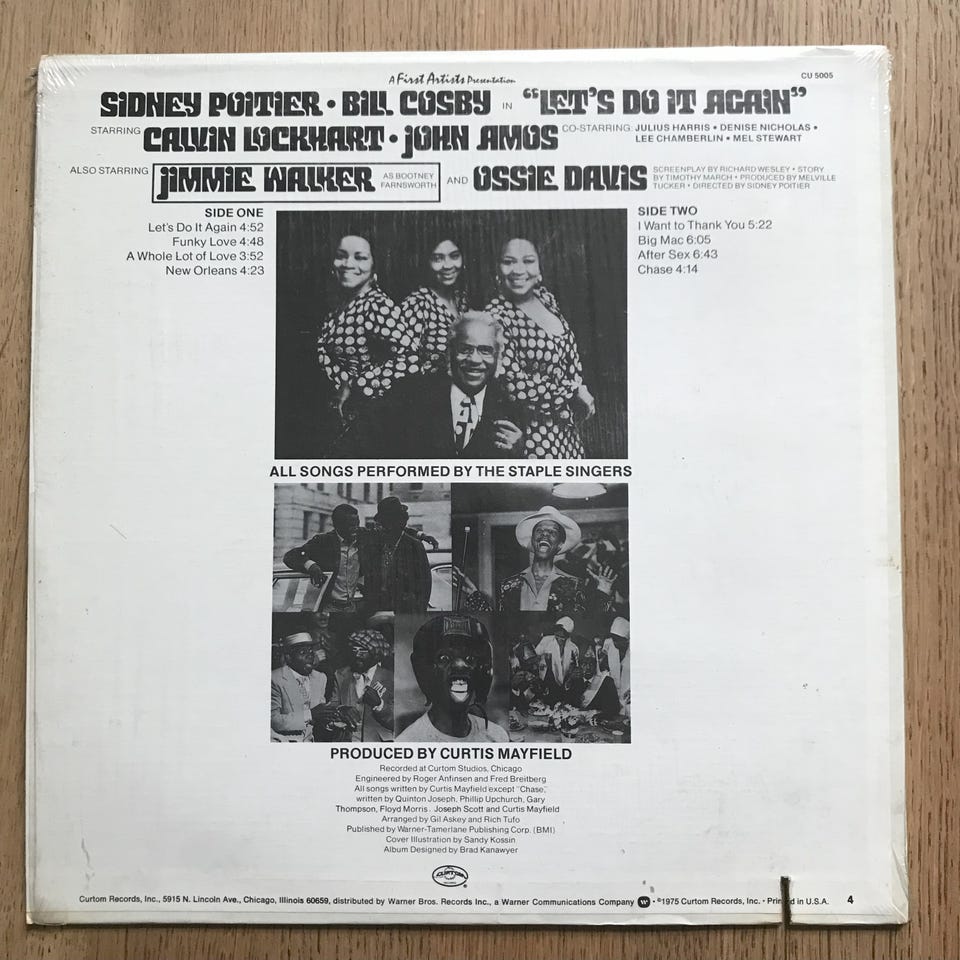 A First Artists Presentation
CU 5005
SIDNEY POITIER • BILL COSBY IN "LET'S DO IT AGAIN"
STARRING CALVIN LOCKHART • JOHN AMOS CO-STARRING: JULIUS HARRIS • DENISE NICHOLAS •
LEE CHAMBERLIN • MEL STEWART
ALSO STARRING JIMMIE WALKER AS BOOTNEY
FARNSWORTH AND OSSIE DAVIS SCREENPLAY BY RICHARD WESLEY • STORY
BY TIMOTHY MARCH • PRODUCED BY MELVILLE
TUCKER • DIRECTED BY SIDNEY POITIER
SIDE ONE
Let's Do It Again 4:52
Funky Love 4:48
A Whole Lot of Love 3:52
New Orleans 4:23
SIDE TWO
I Want to Thank You 5:22
Big Mac 6:05
After Sex 6:43
Chase 4:14
ALL SONGS PERFORMED BY THE STAPLE SINGERS
PRODUCED BY CURTIS MAYFIELD
Recorded at Curtom Studios, Chicago
Engineered by Roger Anfinsen and Fred Breitberg
All songs written by Curtis Mayfield except "Chase,"
written by Quinton Joseph, Phillip Upchurch, Gary
Thompson, Floyd Morris, Joseph Scott and Curtis Mayfield
Arranged by Gil Askey and Rich Tufo
Published by Warner-Tamerlane Publishing Corp. (BMI)
Cover Illustration by Sandy Kossin
Album Designed by Brad Kanawyer
CURTOM
RECORDS
Curtom Records, Inc., 5915 N. Lincoln Ave., Chicago, Illinois 60659, distributed by Warner Bros. Records Inc., a Warner Communications Company • ℗1975 Curtom Records, Inc. • Printed in U.S.A. 4